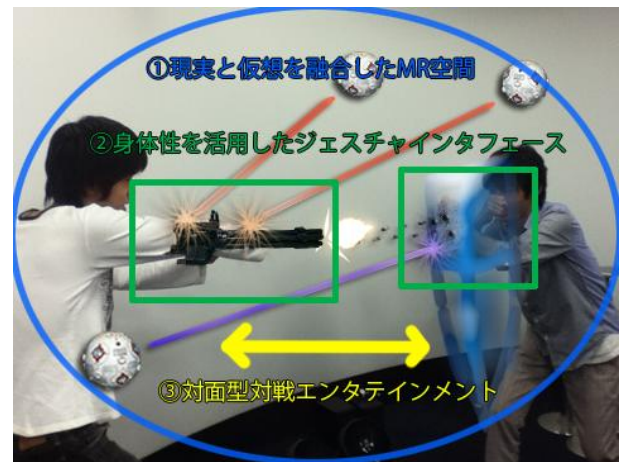 ①現実と仮想を融合したMR空間
②身体性を活用したジェスチャインタフェース
③対面型対戦エンタテインメント